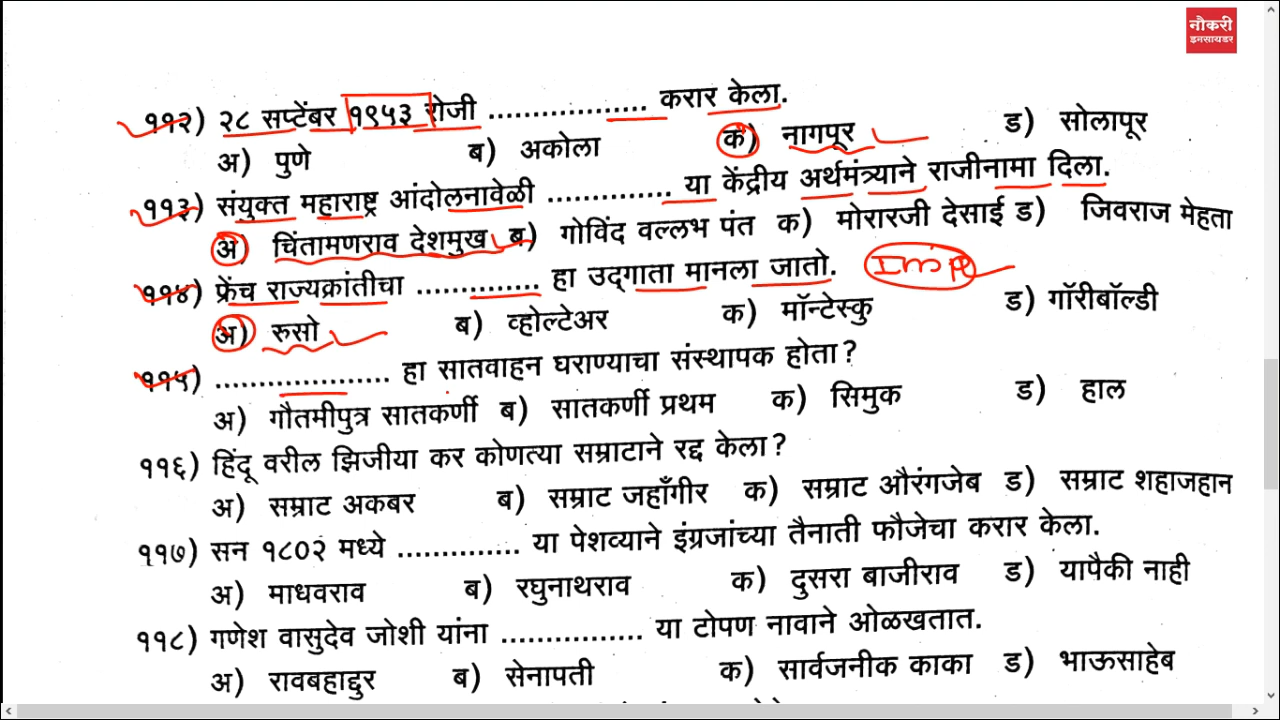 नौकरी
इनसायडर
११२) २८ सप्टेंबर १९५३ रोजी .................. करार केला.
अ) पुणे ब) अकोला क) नागपूर ड) सोलापूर
११३) संयुक्त महाराष्ट्र आंदोलनावेळी .............. या केंद्रीय अर्थमंत्र्याने राजीनामा दिला.
अ) चिंतामणराव देशमुख ब) गोविंद वल्लभ पंत क) मोरारजी देसाई ड) जिवराज मेहता
११४) फ्रेंच राज्यक्रांतीचा .............. हा उद्‌गाता मानला जातो. Imp
अ) रुसो ब) व्होल्टेअर क) मॉन्टेस्कु ड) गॉरीबॉल्डी
११५) .................... हा सातवाहन घराण्याचा संस्थापक होता?
अ) गौतमीपुत्र सातकर्णी ब) सातकर्णी प्रथम क) सिमुक ड) हाल
११६) हिंदू वरील झिजीया कर कोणत्या सम्राटाने रद्द केला?
अ) सम्राट अकबर ब) सम्राट जहाँगीर क) सम्राट औरंगजेब ड) सम्राट शहाजहान
११७) सन १८०२ मध्ये .............. या पेशव्याने इंग्रजांच्या तैनाती फौजेचा करार केला.
अ) माधवराव ब) रघुनाथराव क) दुसरा बाजीराव ड) यापैकी नाही
११८) गणेश वासुदेव जोशी यांना ................ या टोपण नावाने ओळखतात.
अ) रावबहाद्दुर ब) सेनापती क) सार्वजनीक काका ड) भाऊसाहेब